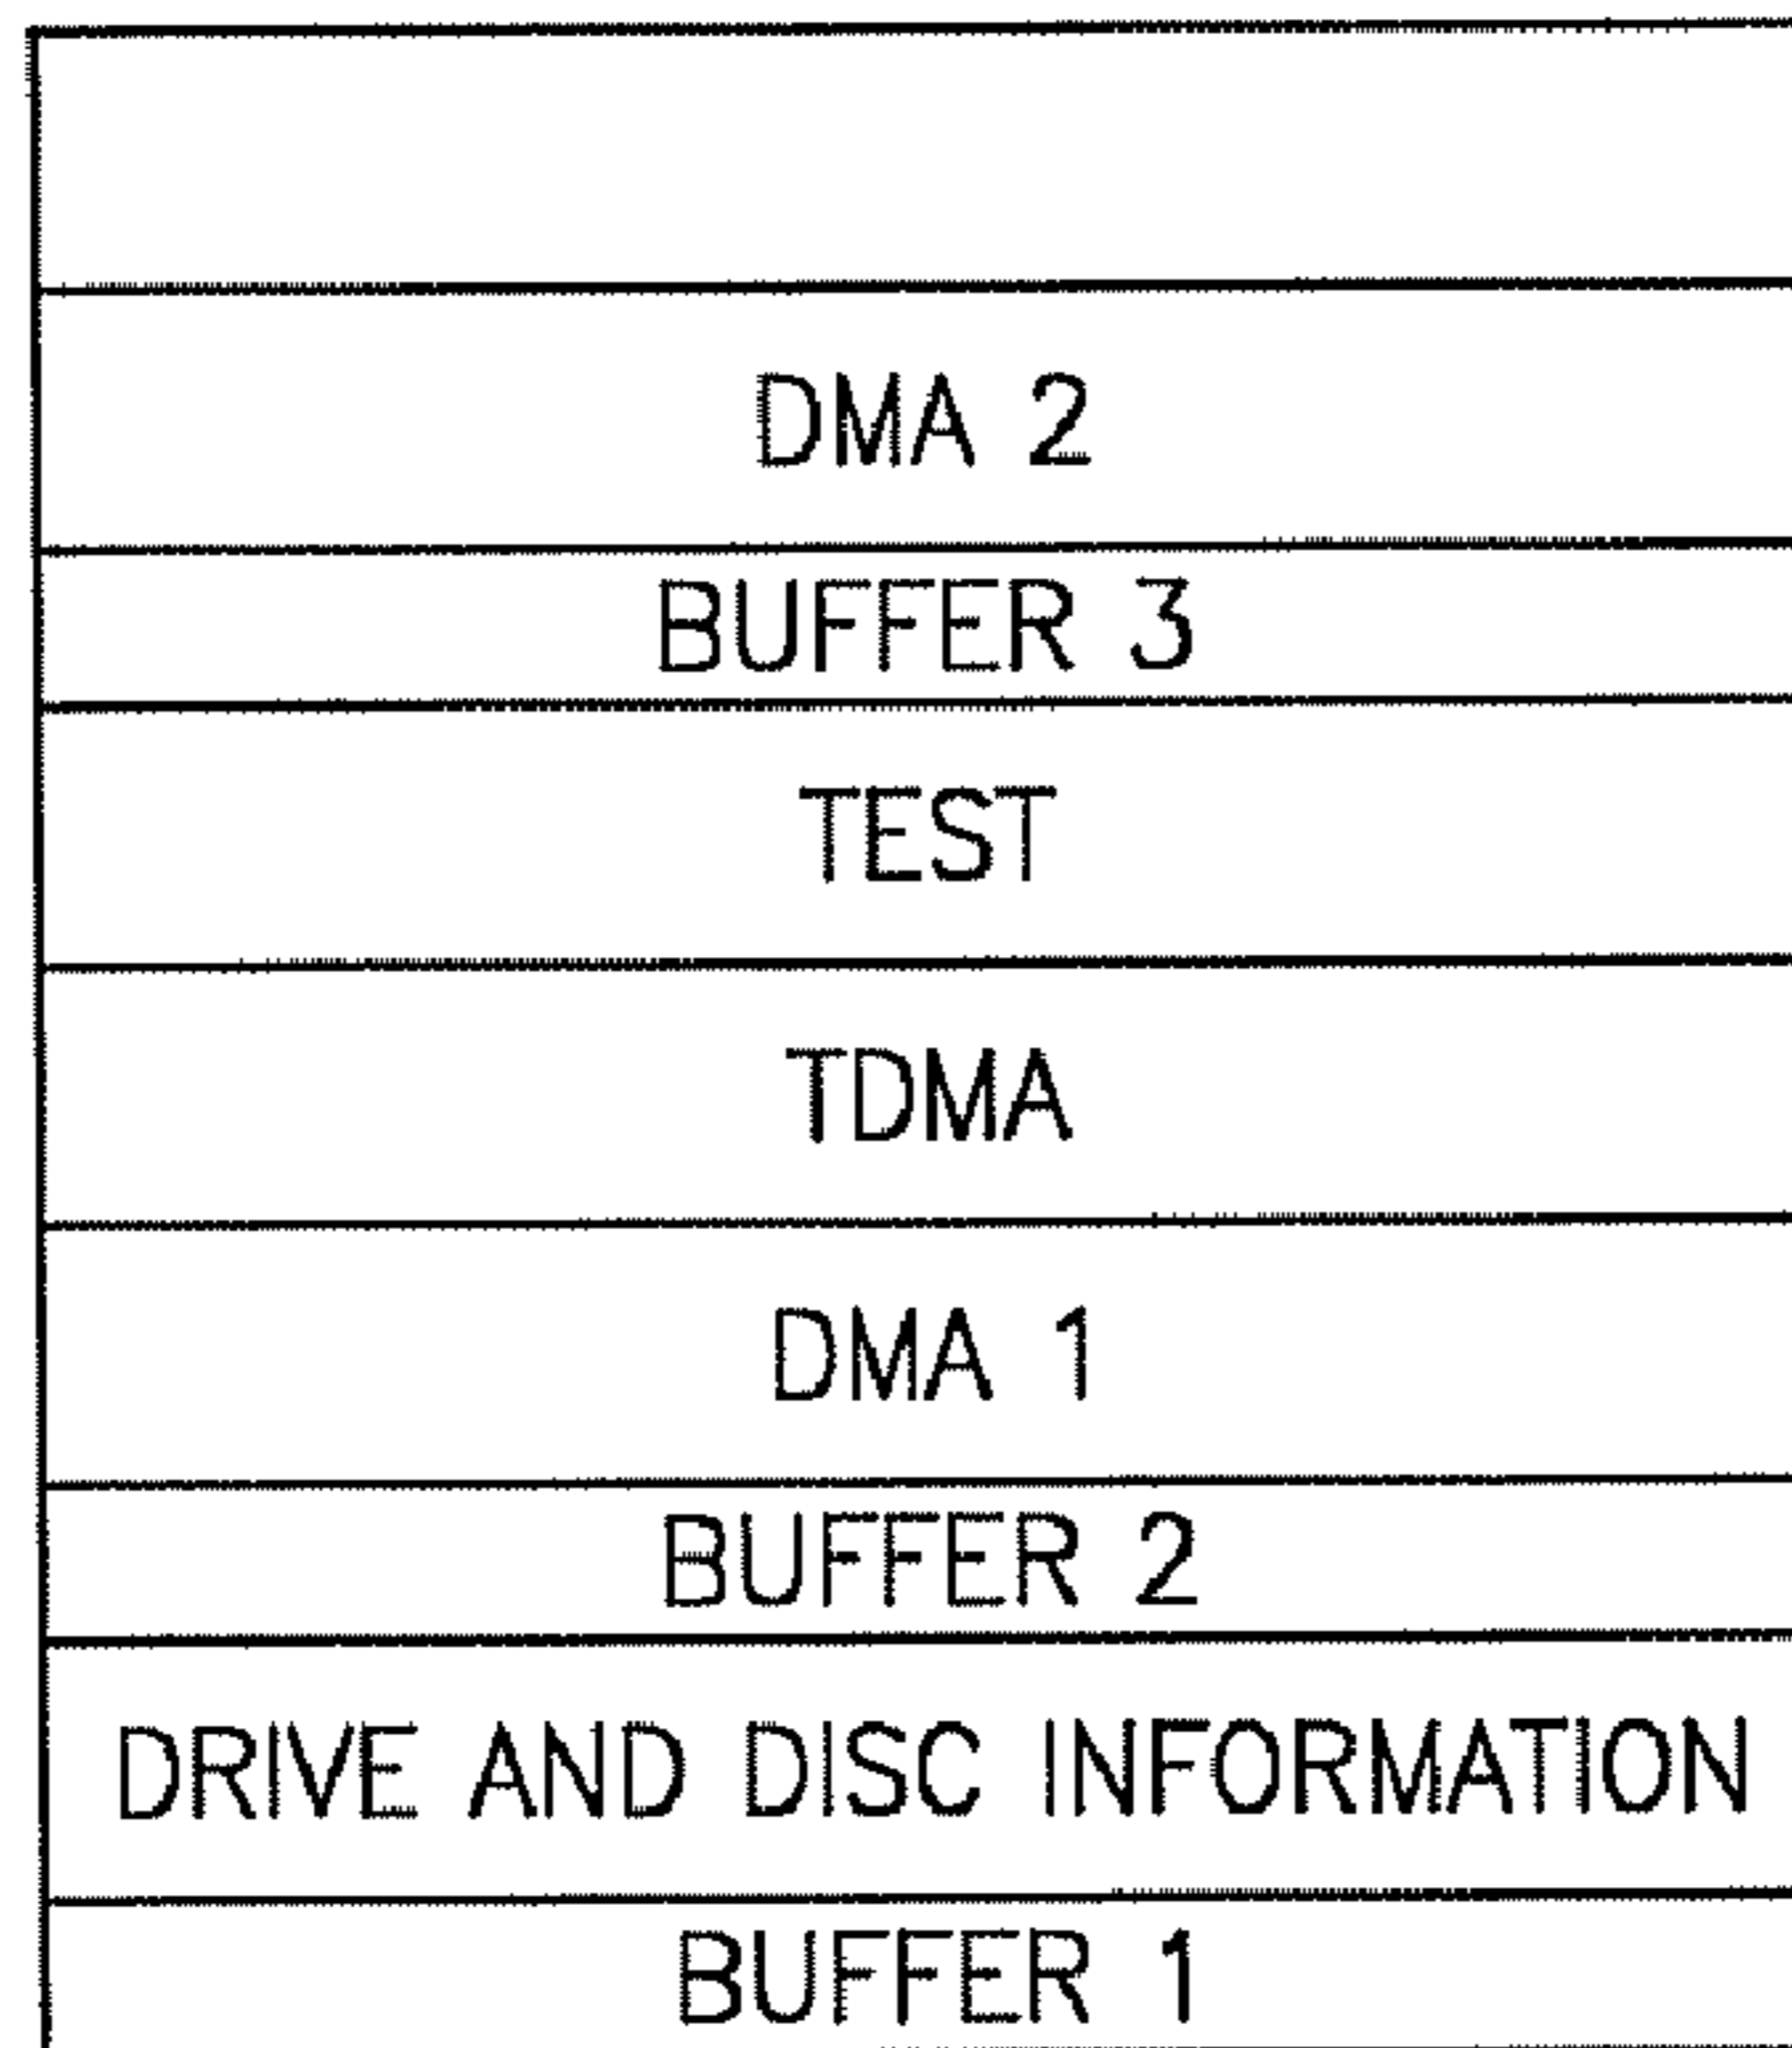 DMA 2
BUFFER 3
TEST
TDMA
DMA 1
BUFFER 2
DRIVE AND DISC INFORMATION
BUFFER 1